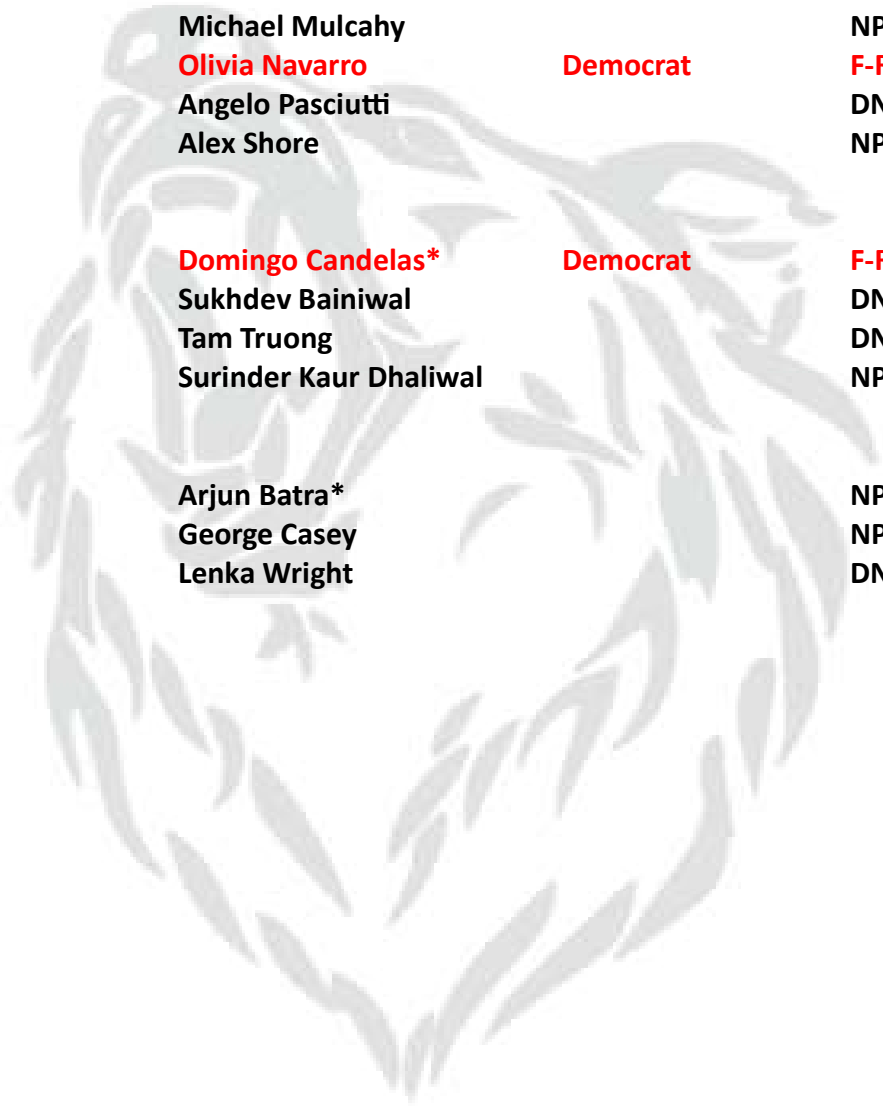 Michael Mulcahy NP
Olivia Navarro Democrat F-F
Angelo Pasciutti DN
Alex Shore NP
Domingo Candelas* Democrat F-F
Sukhdev Bainiwal DN
Tam Truong DN
Surinder Kaur Dhaliwal NP
Arjun Batra* NP
George Casey NP
Lenka Wright DN